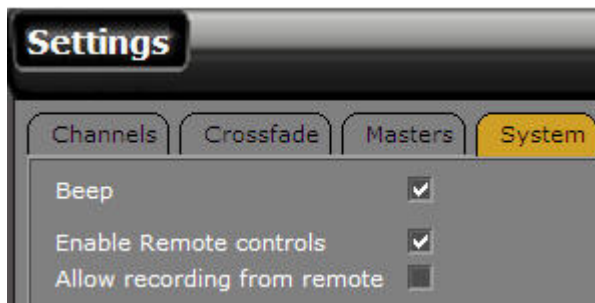 Settings
Channels Crossfade Masters System
Beep
Enable Remote controls
Allow recording from remote